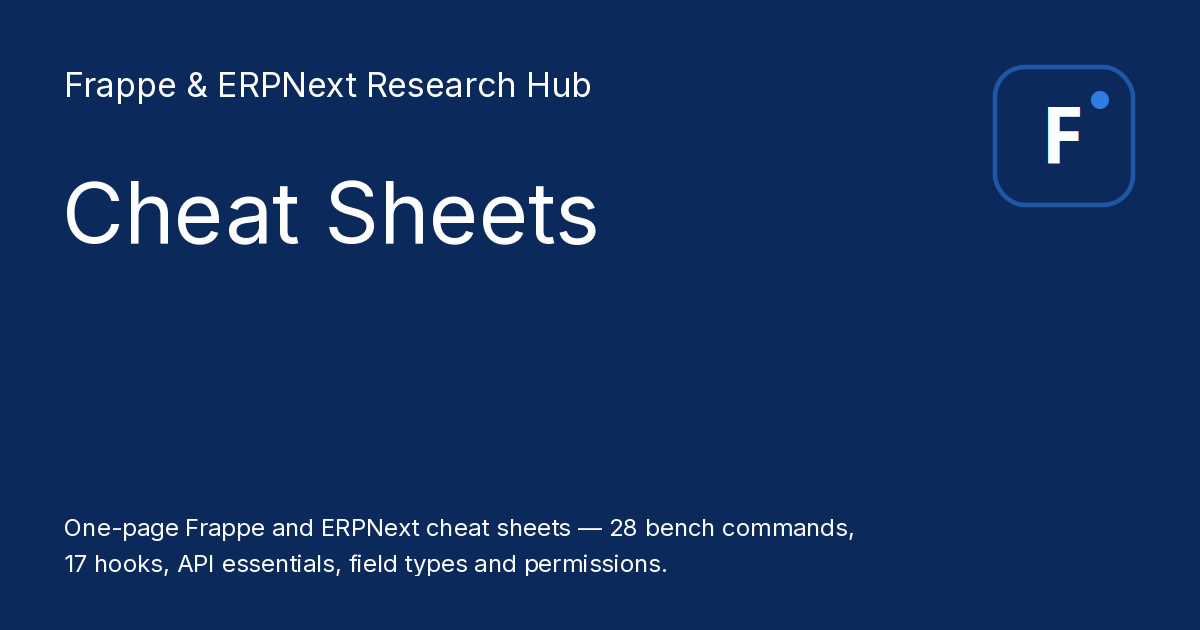 Frappe & ERPNext Research Hub
F
Cheat Sheets
One-page Frappe and ERPNext cheat sheets — 28 bench commands,
17 hooks, API essentials, field types and permissions.